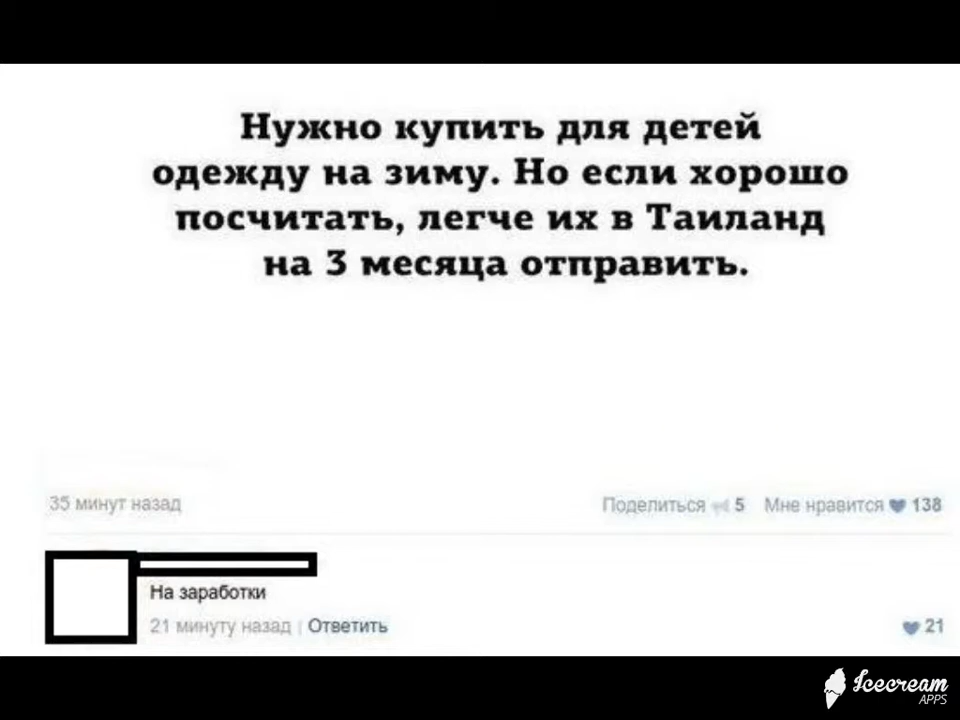 Нужно купить для детей
одежду на зиму. Но если хорошо
посчитать, легче их в Таиланд
на 3 месяца отправить.
35 минут назад
Поделиться 5 Мне нравится 138
На заработки
21 минуту назад | Ответить
21
Icecream
APPS